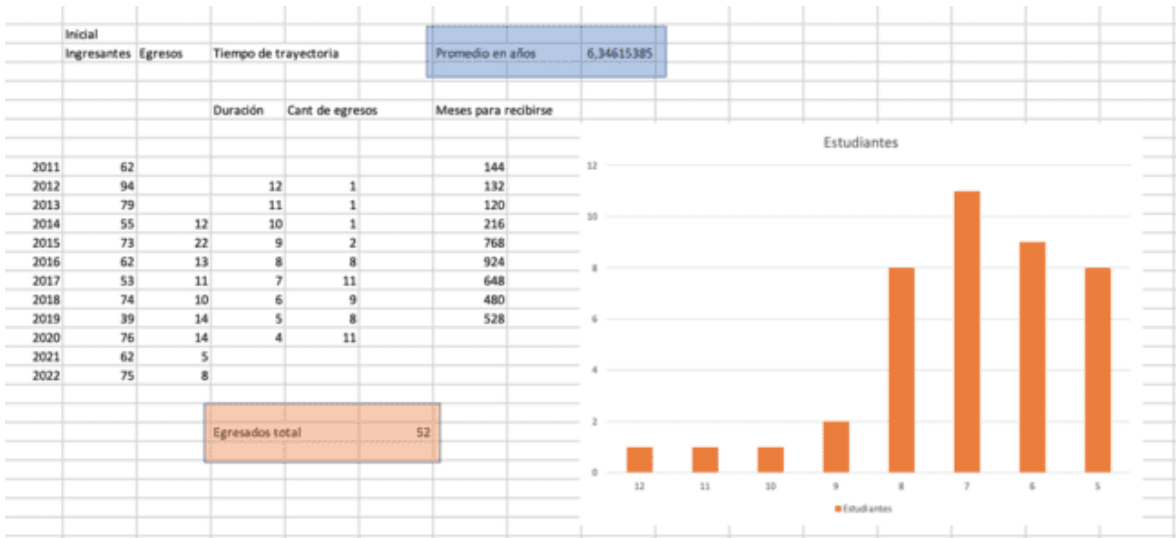 Inicial
Ingresantes Egresos Tiempo de trayectoria Promedio en años 6,34615385
Duración Cant de egresos Meses para recibirse
Estudiantes
2011 62 144
2012 94 12 1 132
2013 79 11 1 120
2014 55 12 10 1 216
2015 73 22 9 2 768
2016 62 13 8 8 924
2017 53 11 7 11 648
2018 74 10 6 9 480
2019 39 14 5 8 528
2020 76 14 4 11
2021 62 5
2022 75 8
Egresados total 52
12
10
8
6
4
2
0
12 11 10 9 8 7 6 5
Estudiantes